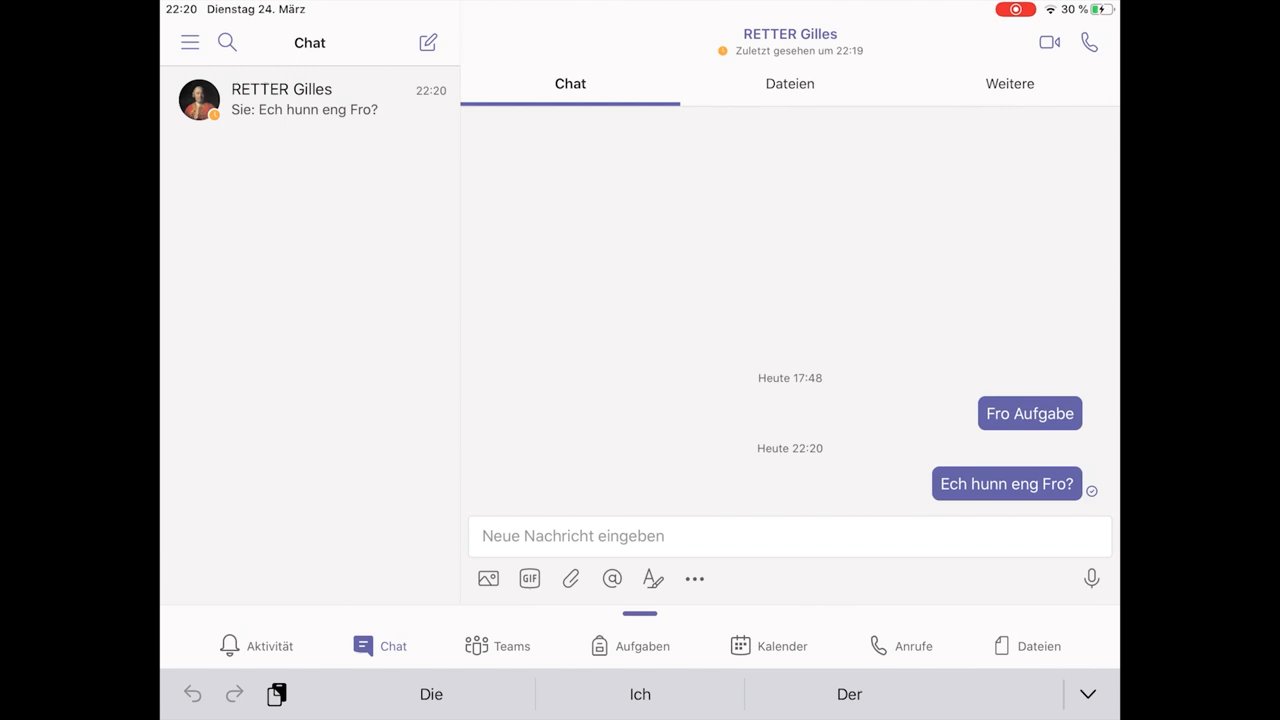 22:20 Dienstag 24. März
30 %
Chat
RETTER Gilles
22:20
Sie: Ech hunn eng Fro?
RETTER Gilles
Zuletzt gesehen um 22:19
Chat Dateien Weitere
Heute 17:48
Fro Aufgabe
Heute 22:20
Ech hunn eng Fro?
Neue Nachricht eingeben
GIF
Aktivität Chat Teams Aufgaben Kalender Anrufe Dateien
Die Ich Der